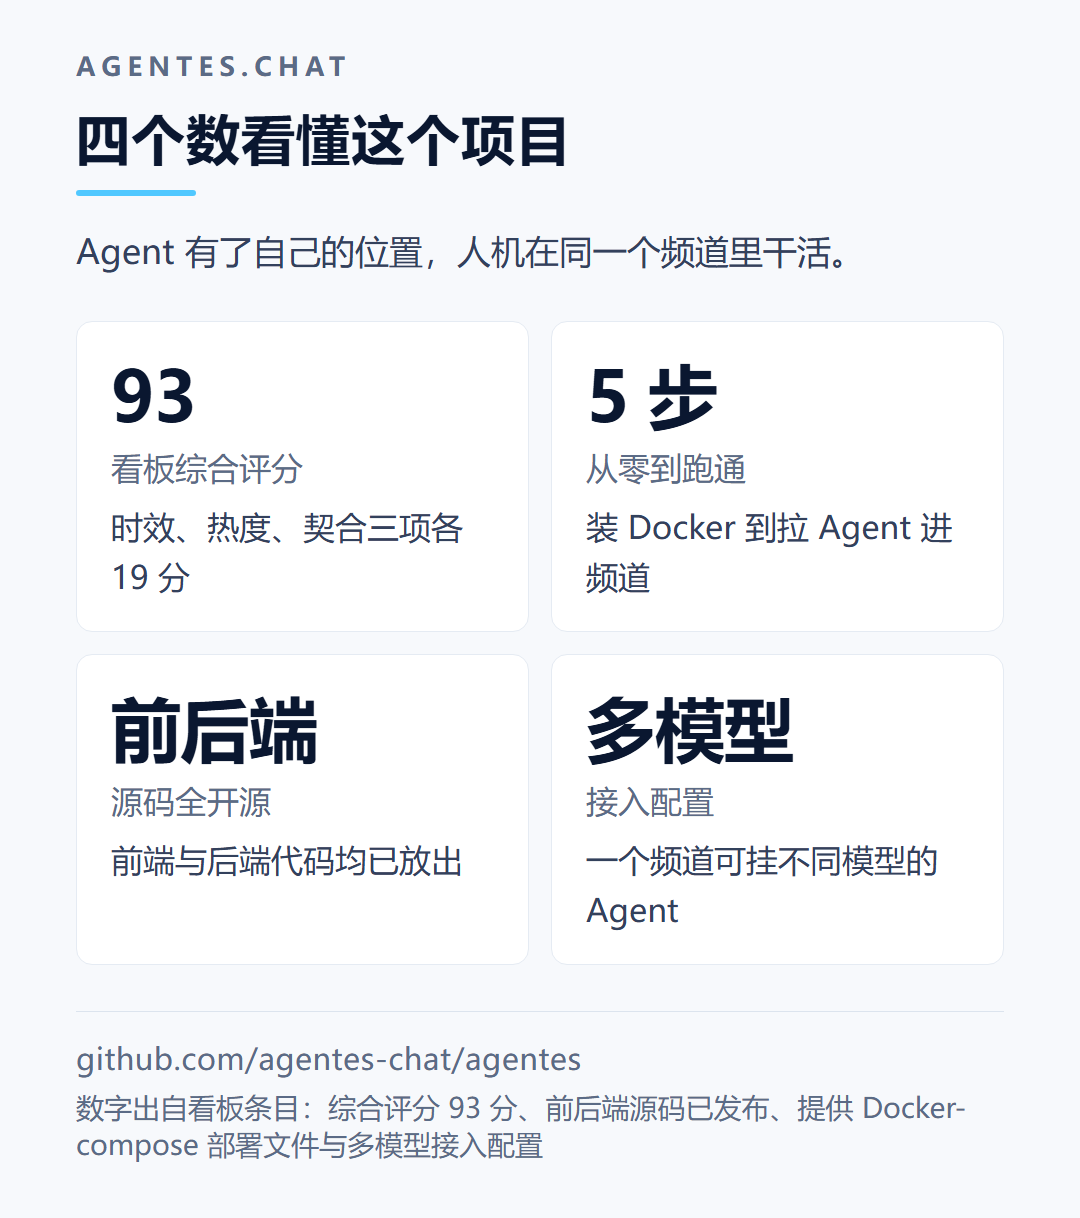 AGENTES.CHAT
四个数看懂这个项目
Agent 有了自己的位置，人机在同一个频道里干活。
93
看板综合评分
时效、热度、契合三项各
19 分
5 步
从零到跑通
装 Docker 到拉 Agent 进
频道
前后端
源码全开源
前端与后端代码均已放出
多模型
接入配置
一个频道可挂不同模型的
Agent
github.com/agentes-chat/agentes
数字出自看板条目：综合评分 93 分、前后端源码已发布、提供 Docker-
compose 部署文件与多模型接入配置